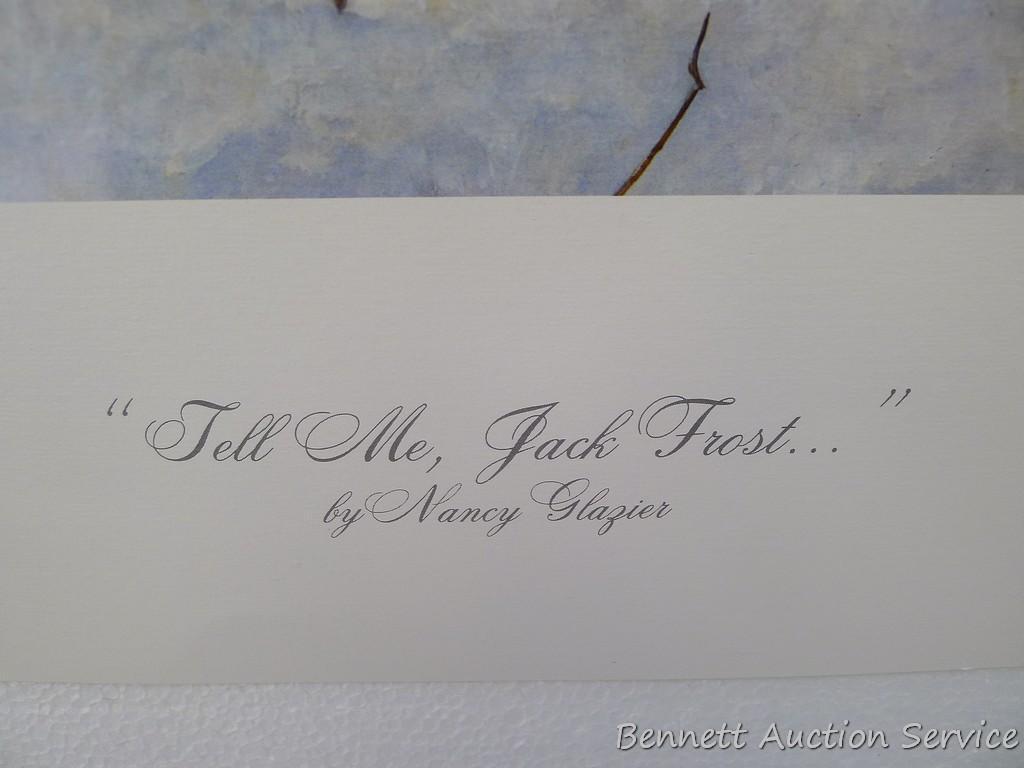 “Tell Me, Jack Frost... ”
by Nancy Glazier
Bennett Auction Service